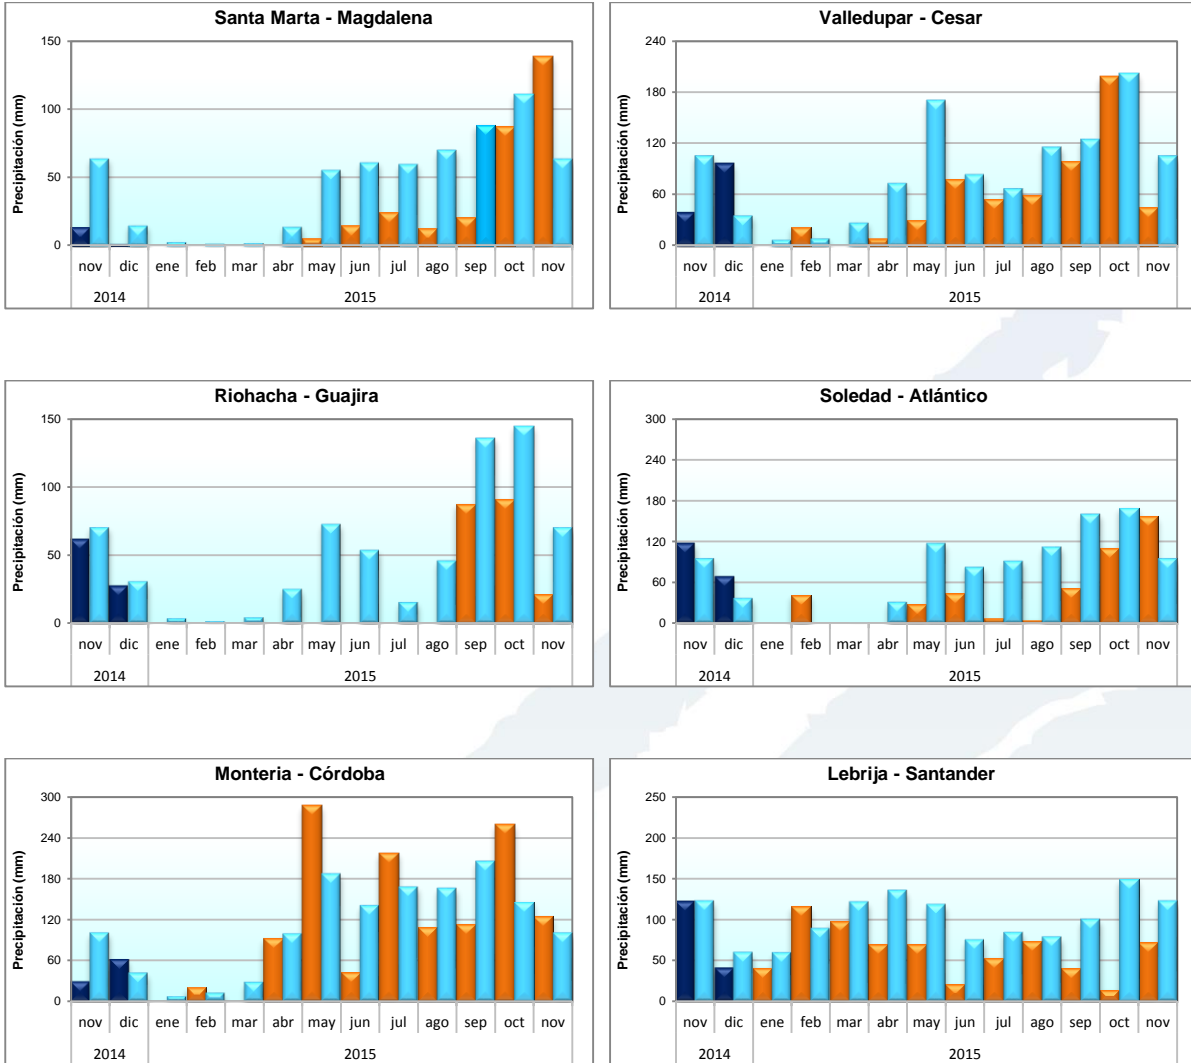 Santa Marta - Magdalena
Precipitación (mm)
150
100
50
0
nov dic ene feb mar abr may jun jul ago sep oct nov
2014 2015
Valledupar - Cesar
Precipitación (mm)
240
180
120
60
0
nov dic ene feb mar abr may jun jul ago sep oct nov
2014 2015
Riohacha - Guajira
Precipitación (mm)
150
100
50
0
nov dic ene feb mar abr may jun jul ago sep oct nov
2014 2015
Soledad - Atlántico
Precipitación (mm)
300
240
180
120
60
0
nov dic ene feb mar abr may jun jul ago sep oct nov
2014 2015
Monteria - Córdoba
Precipitación (mm)
300
240
180
120
60
0
nov dic ene feb mar abr may jun jul ago sep oct nov
2014 2015
Lebrija - Santander
Precipitación (mm)
250
200
150
100
50
0
nov dic ene feb mar abr may jun jul ago sep oct nov
2014 2015